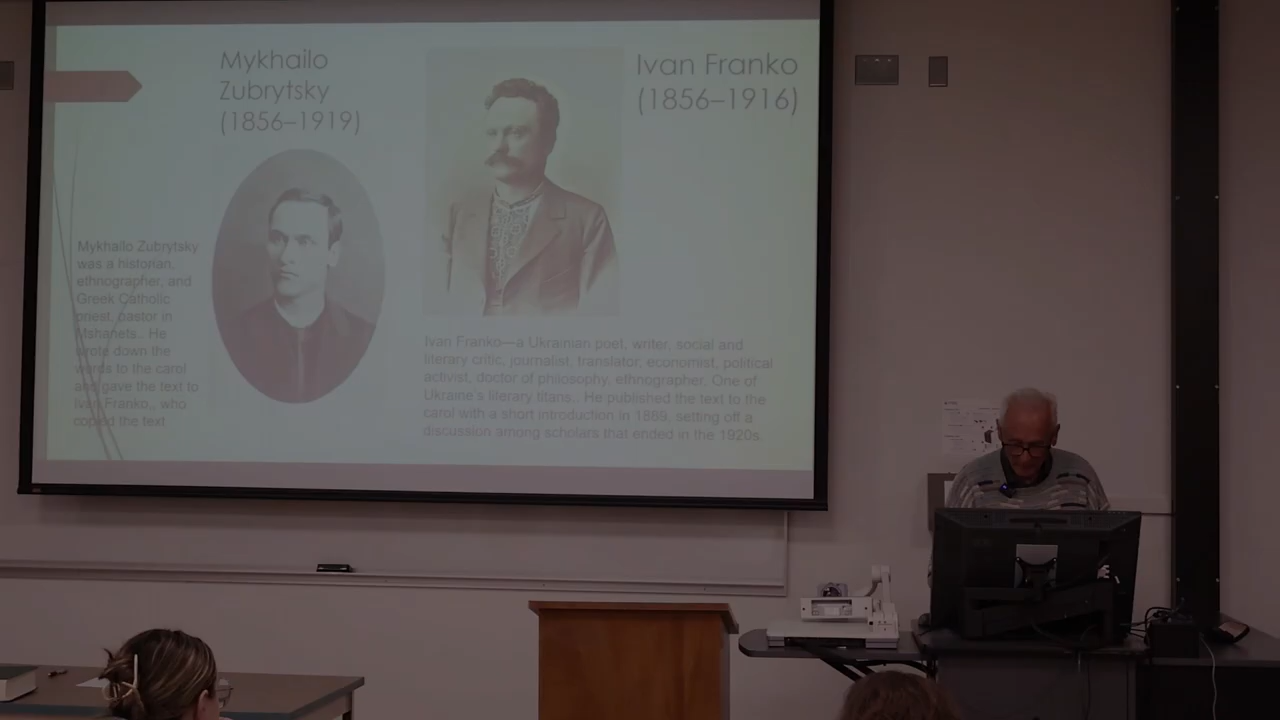 Mykhailo
Zubrytsky
(1856–1919)
Mykhailo Zubrytsky
was a historian,
ethnographer, and
Greek Catholic
priest, pastor in
Mshanets.. He
wrote down the
words to the carol
and gave the text to
Ivan Franko,, who
copied the text
Ivan Franko
(1856–1916)
Ivan Franko—a Ukrainian poet, writer, social and
literary critic, journalist, translator, economist, political
activist, doctor of philosophy, ethnographer. One of
Ukraine's literary titans.. He published the text to the
carol with a short introduction in 1889, setting off a
discussion among scholars that ended in the 1920s.